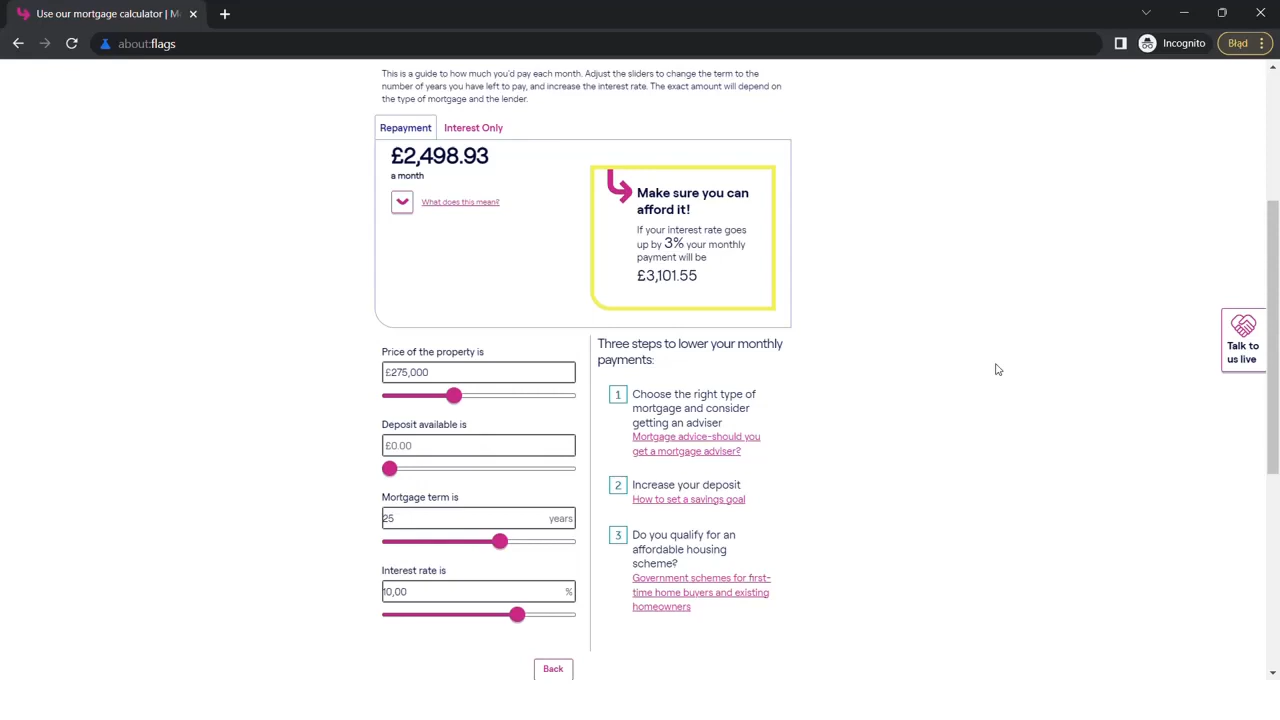 Use our mortgage calculator | M
about:flags
Incognito
Błąd
This is a guide to how much you'd pay each month. Adjust the sliders to change the term to the
number of years you have left to pay, and increase the interest rate. The exact amount will depend on
the type of mortgage and the lender.
Repayment
Interest Only
£2,498.93
a month
What does this mean?
Make sure you can
afford it!
If your interest rate goes
up by 3% your monthly
payment will be
£3,101.55
Price of the property is
£275,000
Deposit available is
£0.00
Mortgage term is
25 years
Interest rate is
10,00 %
Three steps to lower your monthly
payments:
1 Choose the right type of
mortgage and consider
getting an adviser
Mortgage advice-should you
get a mortgage adviser?
2 Increase your deposit
How to set a savings goal
3 Do you qualify for an
affordable housing
scheme?
Government schemes for first-
time home buyers and existing
homeowners
Back
Talk to
us live